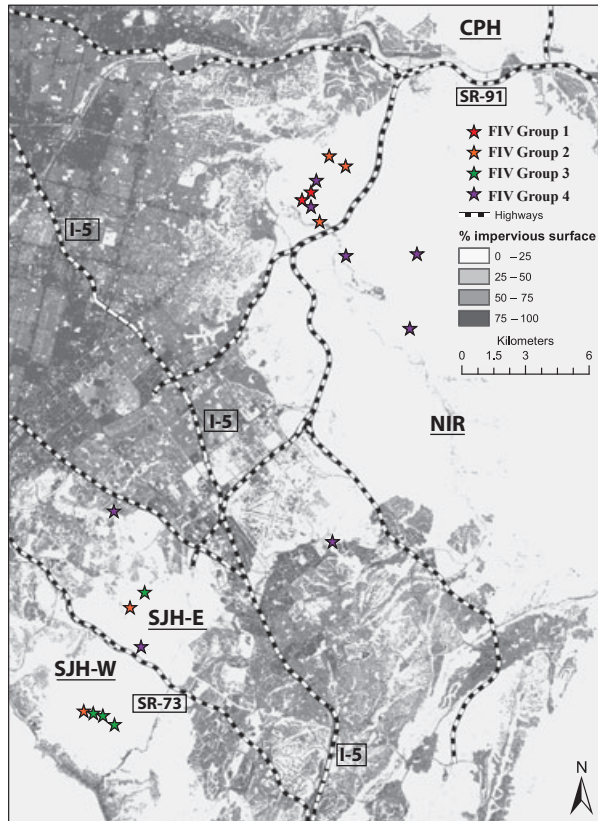 CPH
SR-91
FIV Group 1
FIV Group 2
FIV Group 3
FIV Group 4
Highways
% impervious surface
0 – 25
25 – 50
50 – 75
75 – 100
Kilometers
0 1.5 3 6
I-5
NIR
I-5
SJH-E
SJH-W
SR-73
I-5
N